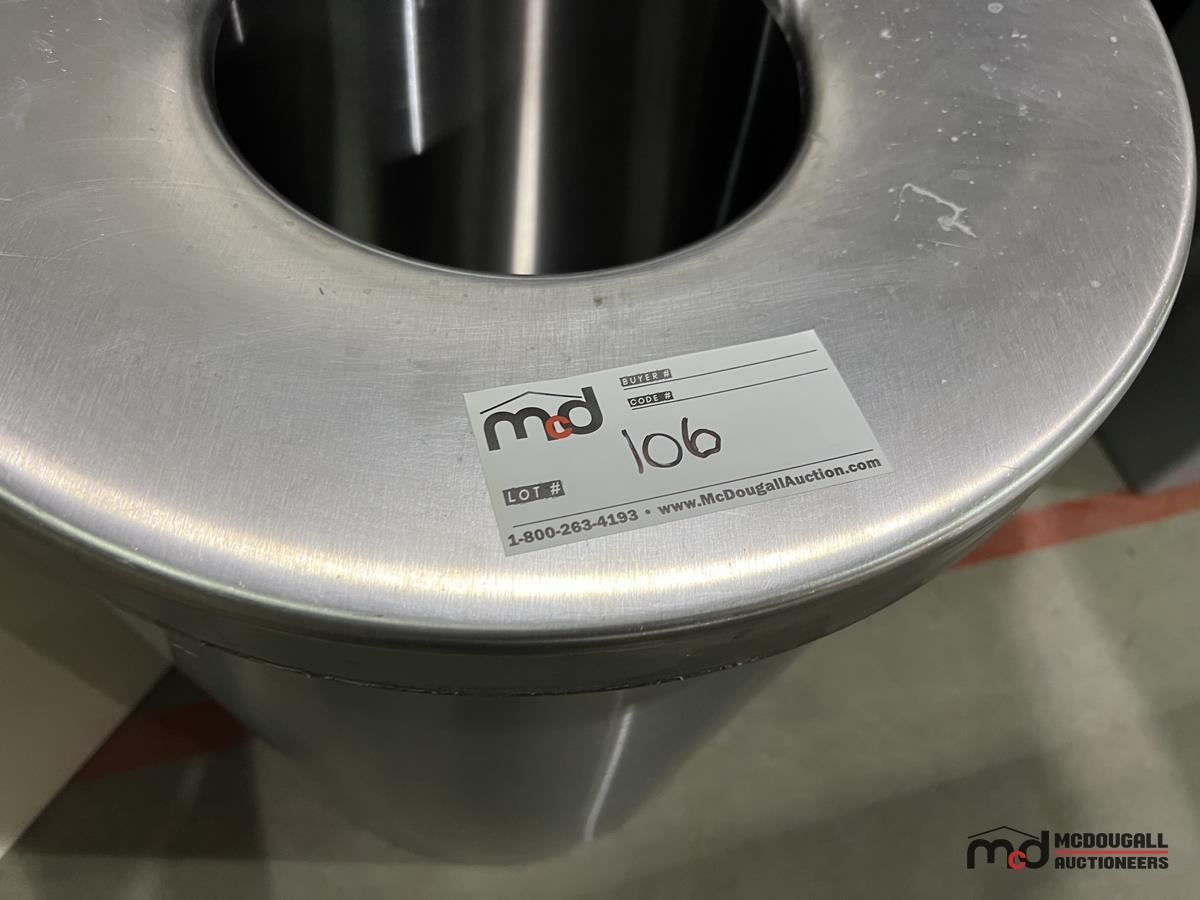 mcd
BUYER #
CODE #
106
LOT #
1-800-263-4193 • www.McDougallAuction.com
mcd MCDOUGALL
AUCTIONEERS